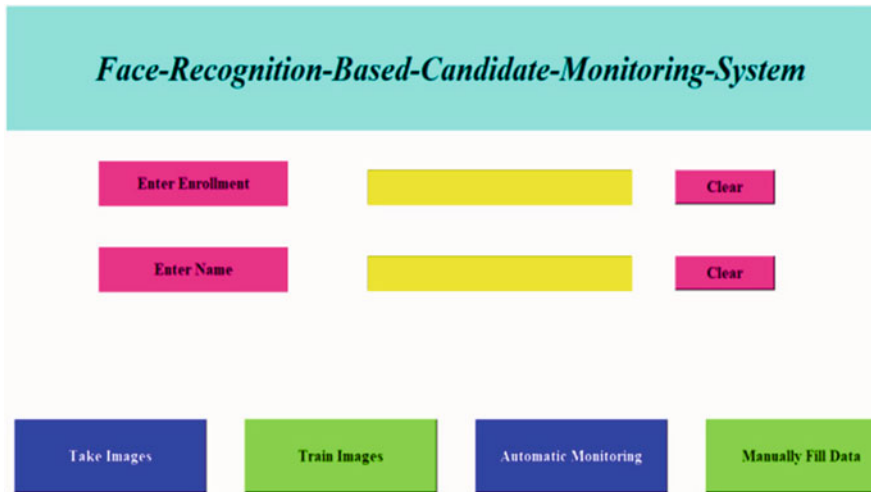 Face-Recognition-Based-Candidate-Monitoring-System
Enter Enrollment
Clear
Enter Name
Clear
Take Images
Train Images
Automatic Monitoring
Manually Fill Data